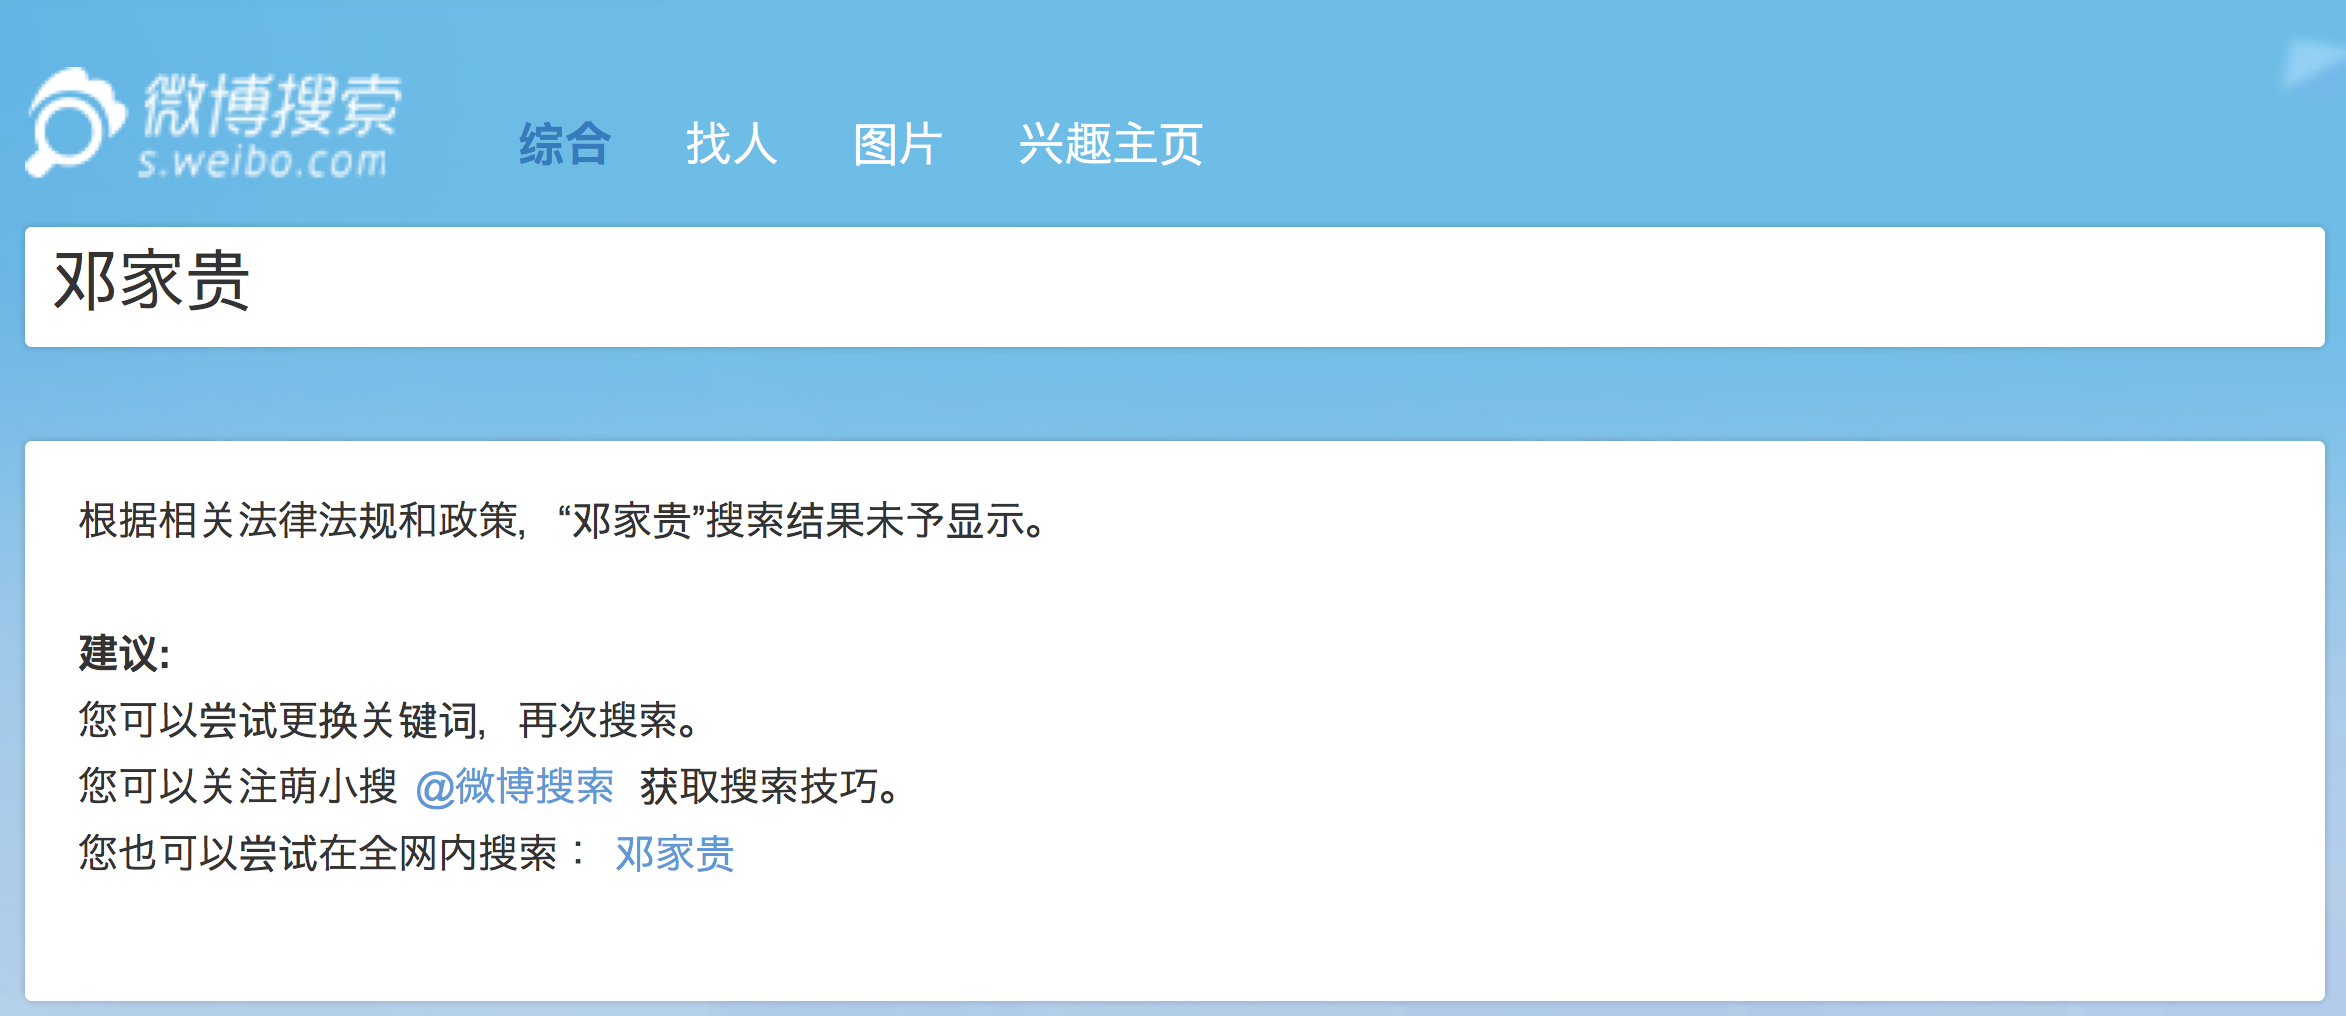 微博搜索
s.weibo.com
综合 找人 图片 兴趣主页
邓家贵
根据相关法律法规和政策，“邓家贵”搜索结果未予显示。
建议:
您可以尝试更换关键词，再次搜索。
您可以关注萌小搜 @微博搜索 获取搜索技巧。
您也可以尝试在全网内搜索： 邓家贵